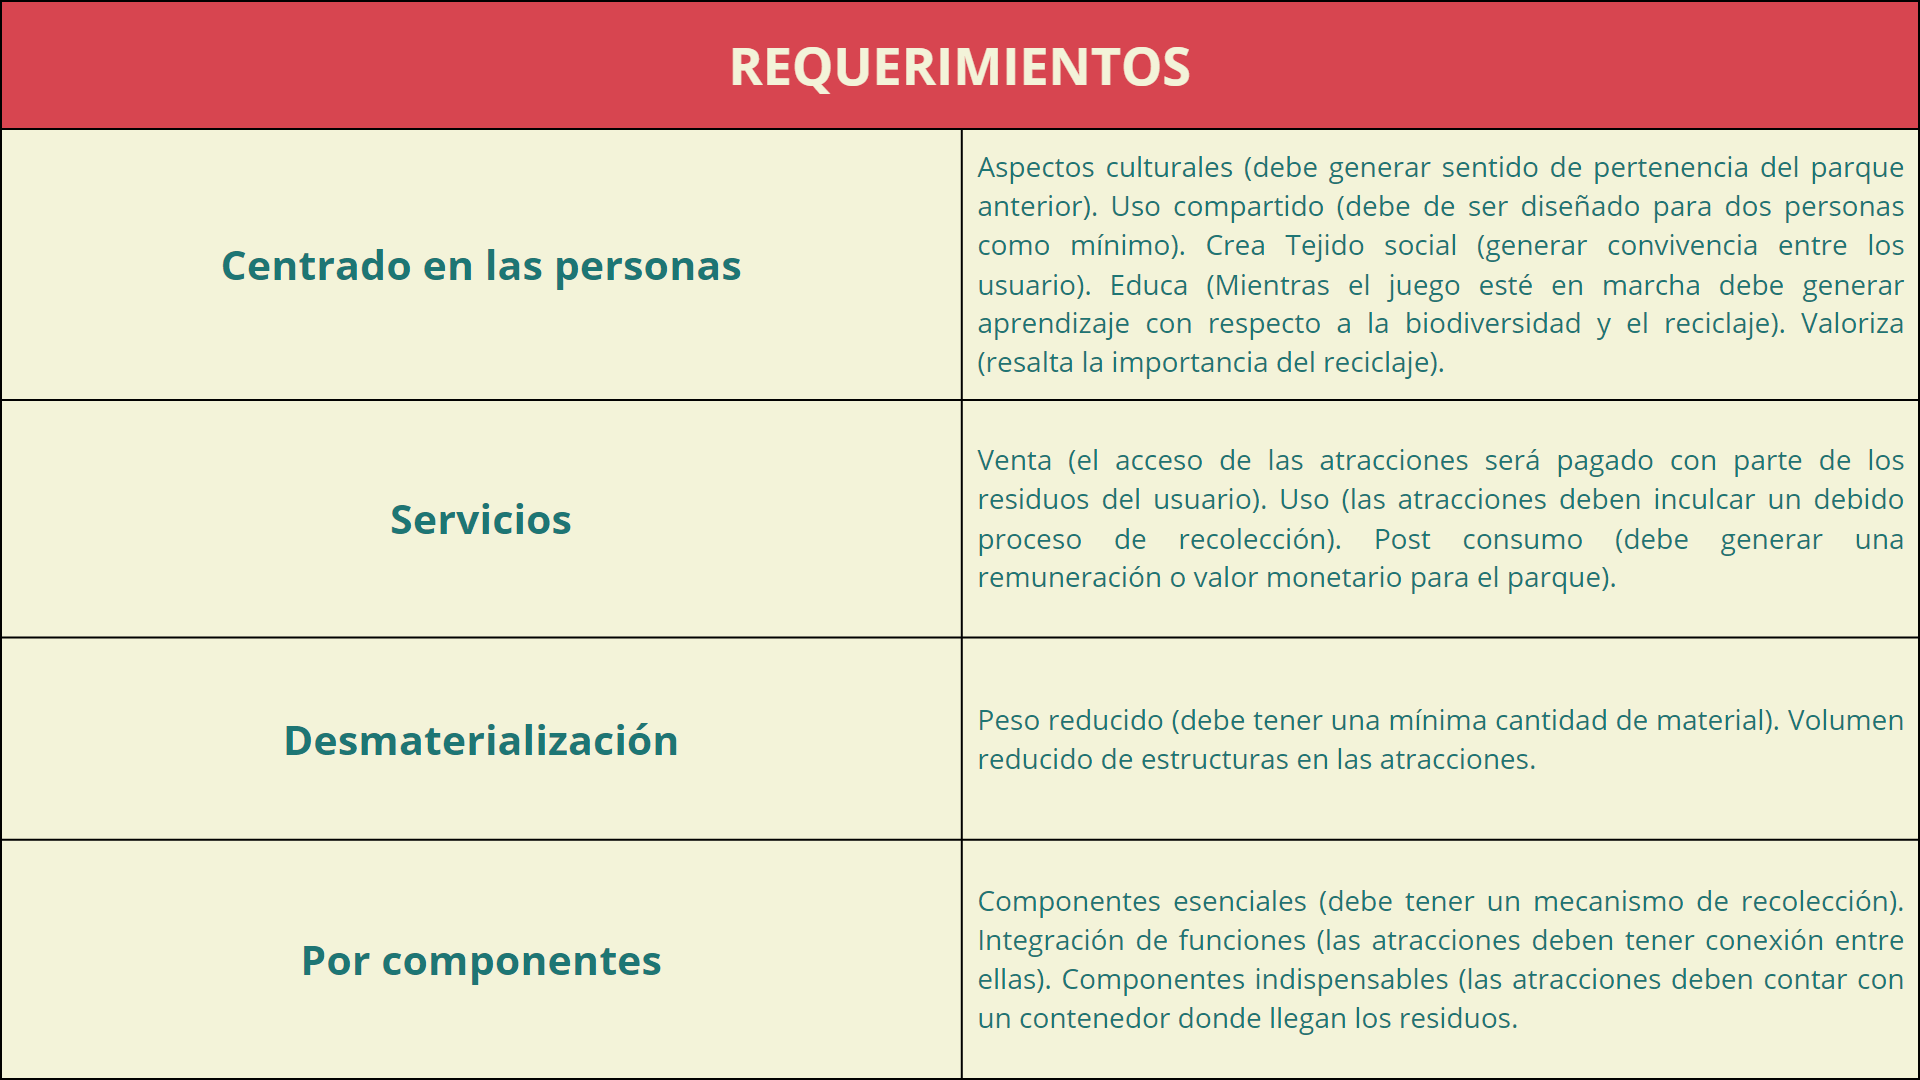 REQUERIMIENTOS
Centrado en las personas
Aspectos culturales (debe generar sentido de pertenencia del parque
anterior). Uso compartido (debe de ser diseñado para dos personas
como mínimo). Crea Tejido social (generar convivencia entre los
usuario). Educa (Mientras el juego esté en marcha debe generar
aprendizaje con respecto a la biodiversidad y el reciclaje). Valoriza
(resalta la importancia del reciclaje).
Servicios
Venta (el acceso de las atracciones será pagado con parte de los
residuos del usuario). Uso (las atracciones deben inculcar un debido
proceso de recolección). Post consumo (debe generar una
remuneración o valor monetario para el parque).
Desmaterialización
Peso reducido (debe tener una mínima cantidad de material). Volumen
reducido de estructuras en las atracciones.
Por componentes
Componentes esenciales (debe tener un mecanismo de recolección).
Integración de funciones (las atracciones deben tener conexión entre
ellas). Componentes indispensables (las atracciones deben contar con
un contenedor donde llegan los residuos.